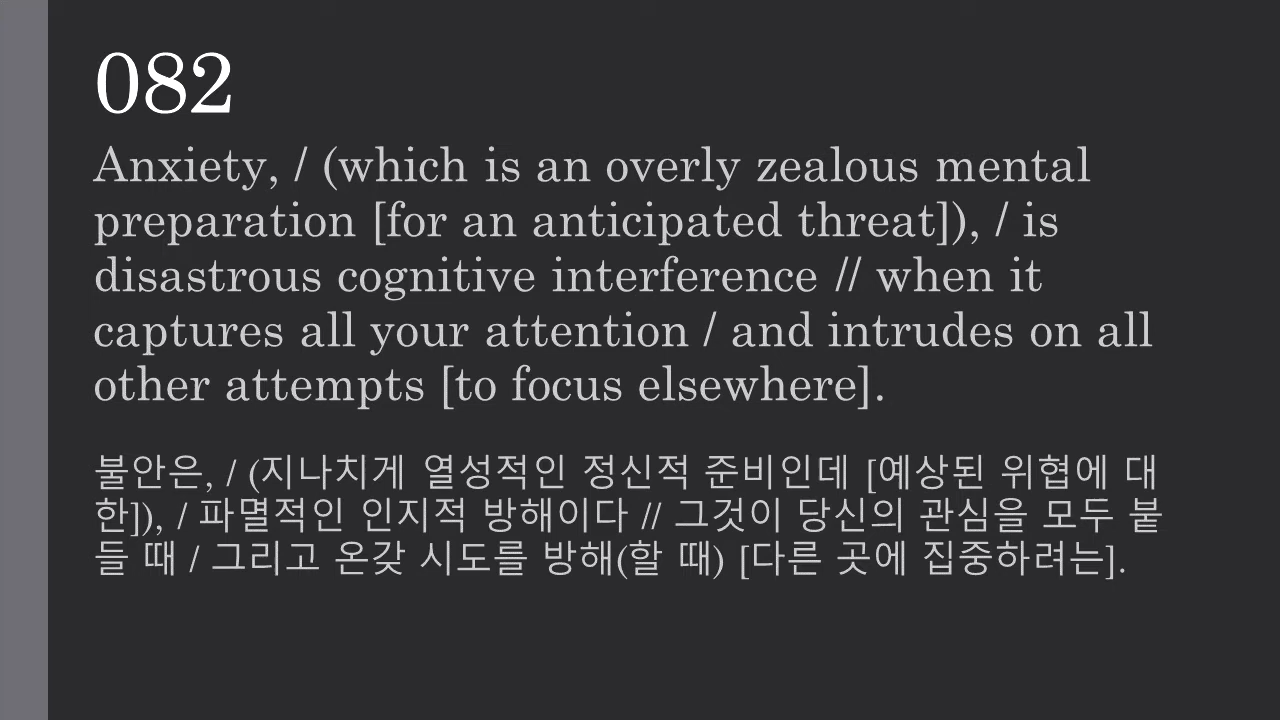 082
Anxiety, / (which is an overly zealous mental
preparation [for an anticipated threat]), / is
disastrous cognitive interference // when it
captures all your attention / and intrudes on all
other attempts [to focus elsewhere].
불안은, / (지나치게 열성적인 정신적 준비인데 [예상된 위협에 대
한]), / 파멸적인 인지적 방해이다 // 그것이 당신의 관심을 모두 붙
들 때 / 그리고 온갖 시도를 방해(할 때) [다른 곳에 집중하려는].